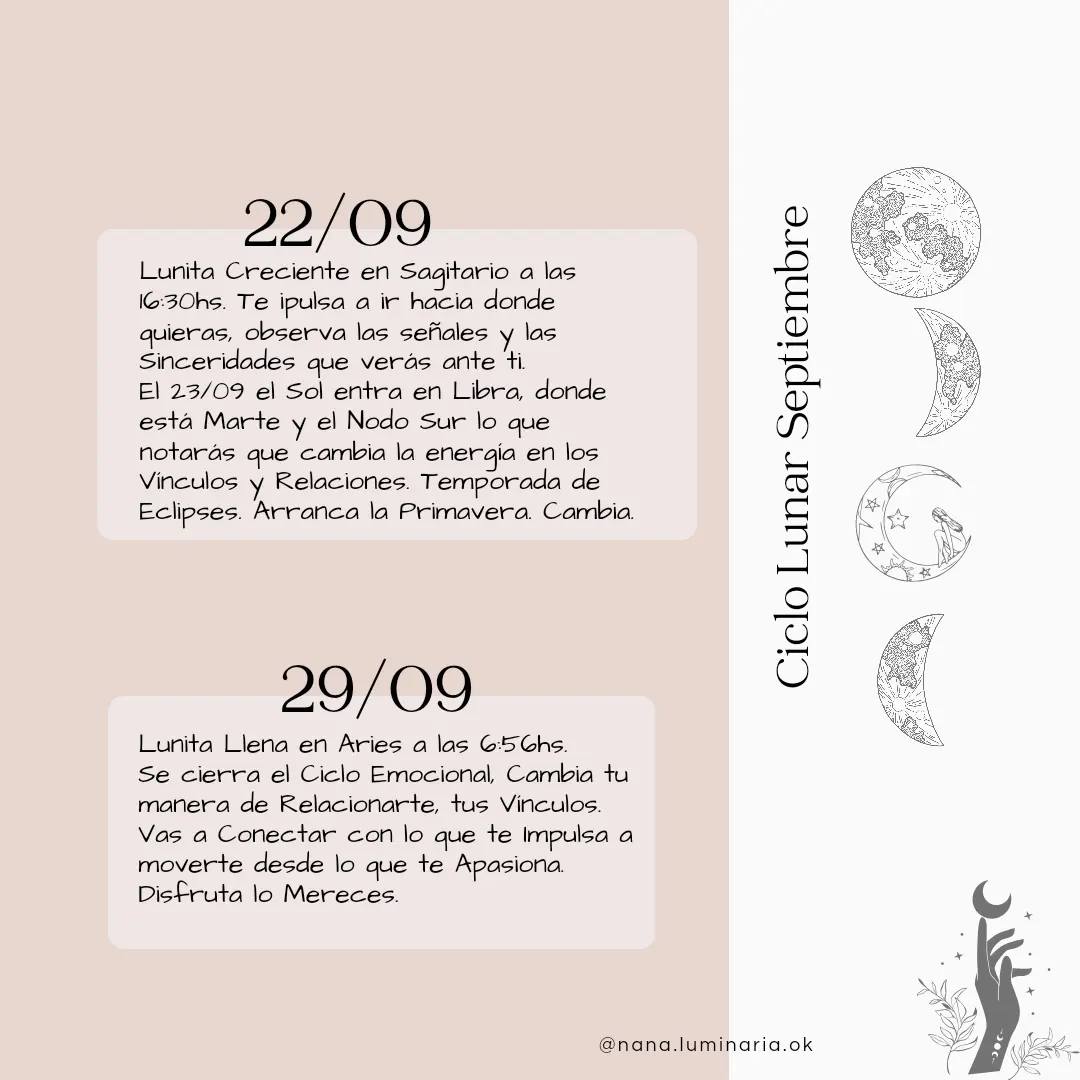 22/09
Lunita Creciente en Sagitario a las
16:30hs. Te ipulsa a ir hacia donde
quieras, observa las señales y las
Sinceridades que verás ante ti.
El 23/09 el Sol entra en Libra, donde
está Marte y el Nodo Sur lo que
notarás que cambia la energía en los
Vínculos y Relaciones. Temporada de
Eclipses. Arranca la Primavera. Cambia.
29/09
Lunita Llena en Aries a las 6:56hs.
Se cierra el Ciclo Emocional, Cambia tu
manera de Relacionarte, tus Vínculos.
Vas a Conectar con lo que te Impulsa a
moverte desde lo que te Apasiona.
Disfruta lo Mereces.
Ciclo Lunar Septiembre
@nana.luminaria.ok